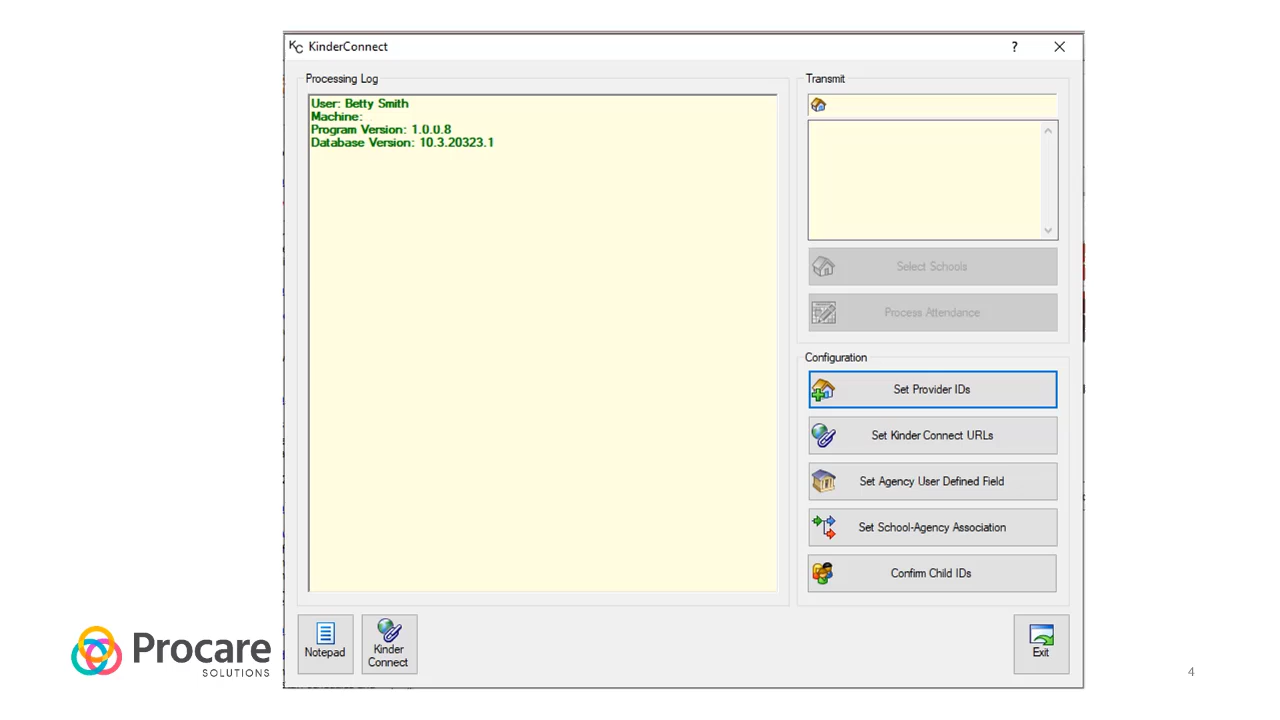 KC KinderConnect
?
Processing Log
User: Betty Smith
Machine:
Program Version: 1.0.0.8
Database Version: 10.3.20323.1
Transmit
Select Schools
Process Attendance
Configuration
Set Provider IDs
Set Kinder Connect URLs
Set Agency User Defined Field
Set School-Agency Association
Confirm Child IDs
Notepad
Kinder
Connect
Exit
Procare
SOLUTIONS
4